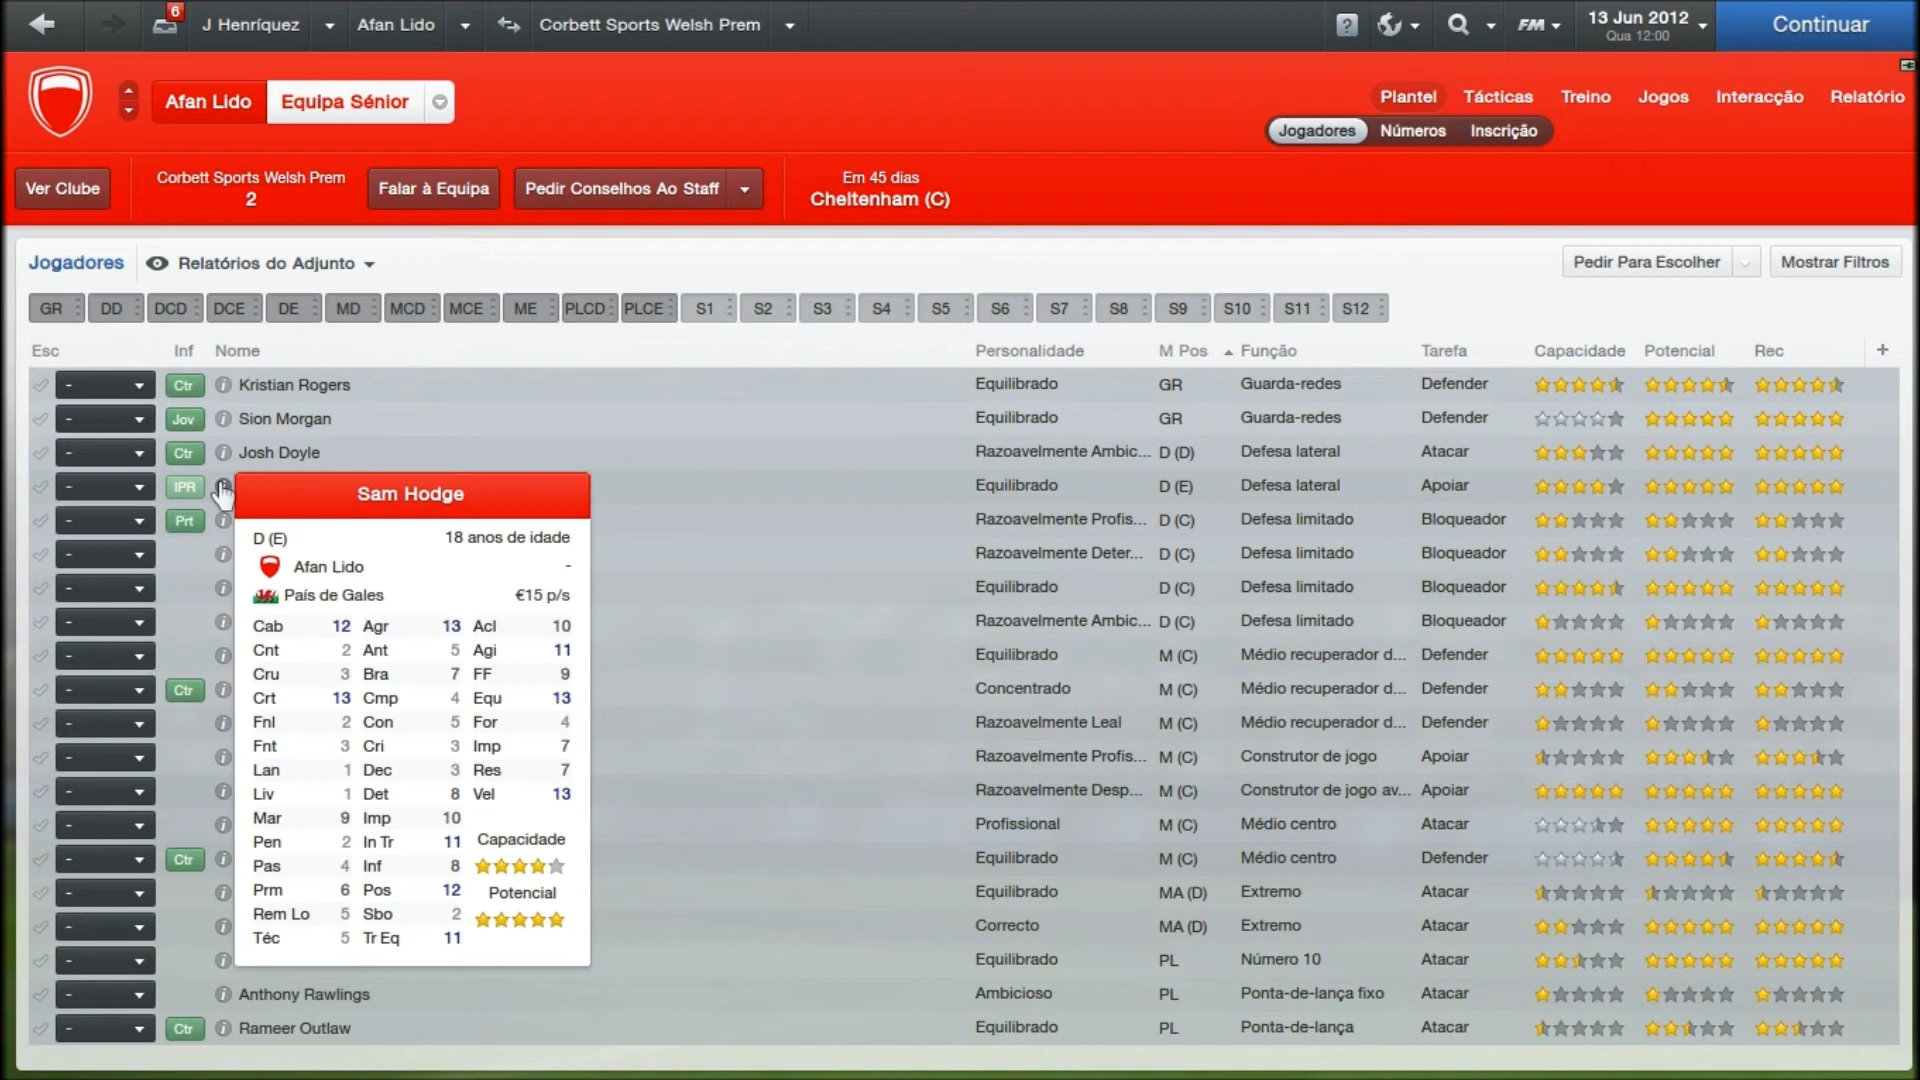 6 J Henríquez Afan Lido Corbett Sports Welsh Prem ? FM 13 Jun 2012 Qua 12:00 Continuar
Afan Lido Equipa Sénior Plantel Tácticas Treino Jogos Interacção Relatório
Jogadores Números Inscrição
Ver Clube Corbett Sports Welsh Prem 2 Falar à Equipa Pedir Conselhos Ao Staff Em 45 dias Cheltenham (C)
Jogadores Relatórios do Adjunto Pedir Para Escolher Mostrar Filtros
GR DD DCD DCE DE MD MCD MCE ME PLCD PLCE S1 S2 S3 S4 S5 S6 S7 S8 S9 S10 S11 S12
Esc Inf Nome Personalidade M Pos Função Tarefa Capacidade Potencial Rec +
- Ctr Kristian Rogers Equilibrado GR Guarda-redes Defender
- Jov Sion Morgan Equilibrado GR Guarda-redes Defender
- Ctr Josh Doyle Razoavelmente Ambic... D (D) Defesa lateral Atacar
- IPR Equilibrado D (E) Defesa lateral Apoiar
- Prt Razoavelmente Profis... D (C) Defesa limitado Bloqueador
- Razoavelmente Deter... D (C) Defesa limitado Bloqueador
- Equilibrado D (C) Defesa limitado Bloqueador
- Razoavelmente Ambic... D (C) Defesa limitado Bloqueador
- Equilibrado M (C) Médio recuperador d... Defender
- Ctr Concentrado M (C) Médio recuperador d... Defender
- Razoavelmente Leal M (C) Médio recuperador d... Defender
- Razoavelmente Profis... M (C) Construtor de jogo Apoiar
- Razoavelmente Desp... M (C) Construtor de jogo av... Apoiar
- Profissional M (C) Médio centro Atacar
- Ctr Equilibrado M (C) Médio centro Defender
- Equilibrado MA (D) Extremo Atacar
- Correcto MA (D) Extremo Atacar
- Equilibrado PL Número 10 Atacar
- Anthony Rawlings Ambicioso PL Ponta-de-lança fixo Atacar
- Ctr Rameer Outlaw Equilibrado PL Ponta-de-lança Atacar
Sam Hodge
D (E) 18 anos de idade
Afan Lido -
País de Gales €15 p/s
Cab 12 Agr 13 Acl 10
Cnt 2 Ant 5 Agi 11
Cru 3 Bra 7 FF 9
Crt 13 Cmp 4 Equ 13
Fnl 2 Con 5 For 4
Fnt 3 Cri 3 Imp 7
Lan 1 Dec 3 Res 7
Liv 1 Det 8 Vel 13
Mar 9 Imp 10
Pen 2 In Tr 11 Capacidade
Pas 4 Inf 8
Prm 6 Pos 12 Potencial
Rem Lo 5 Sbo 2
Téc 5 Tr Eq 11